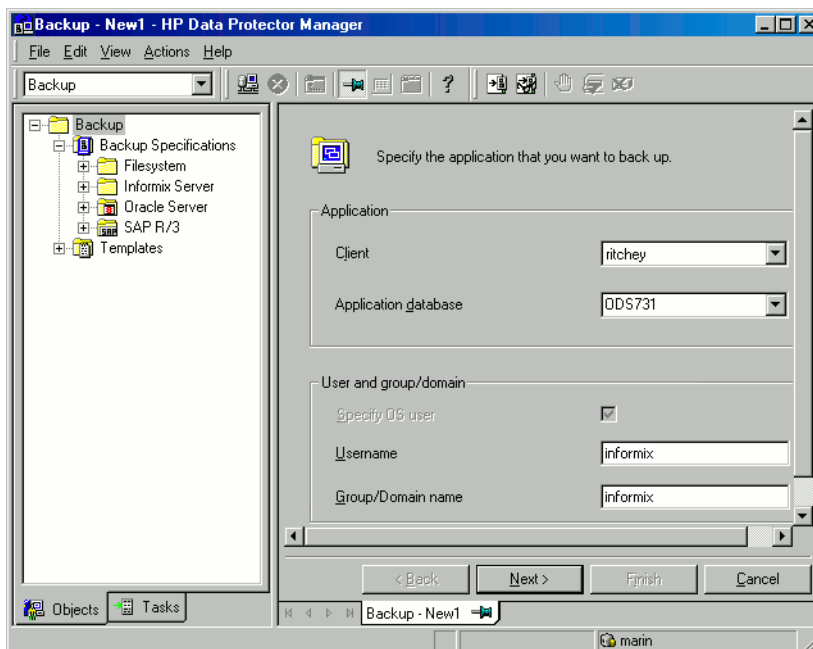 Backup - New1 - HP Data Protector Manager
File Edit View Actions Help
Backup
Backup
Backup Specifications
Filesystem
Informix Server
Oracle Server
SAP R/3
Templates
Specify the application that you want to back up.
Application
Client
ritchey
Application database
ODS731
User and group/domain
Specify OS user
Username
informix
Group/Domain name
informix
< Back
Next >
Finish
Cancel
Objects
Tasks
Backup - New1
marin